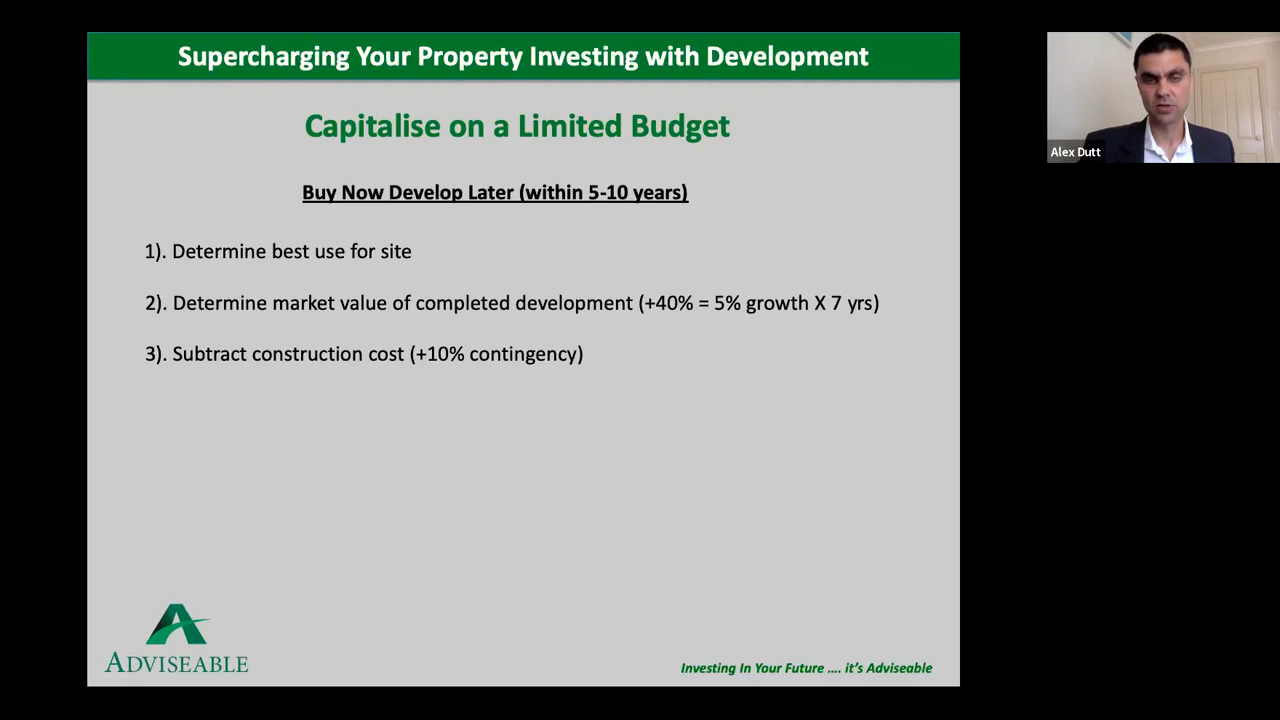 Supercharging Your Property Investing with Development
Capitalise on a Limited Budget
Buy Now Develop Later (within 5-10 years)
1). Determine best use for site
2). Determine market value of completed development (+40% = 5% growth X 7 yrs)
3). Subtract construction cost (+10% contingency)
ADVISEABLE
Investing In Your Future .... it's Adviseable
Alex Dutt